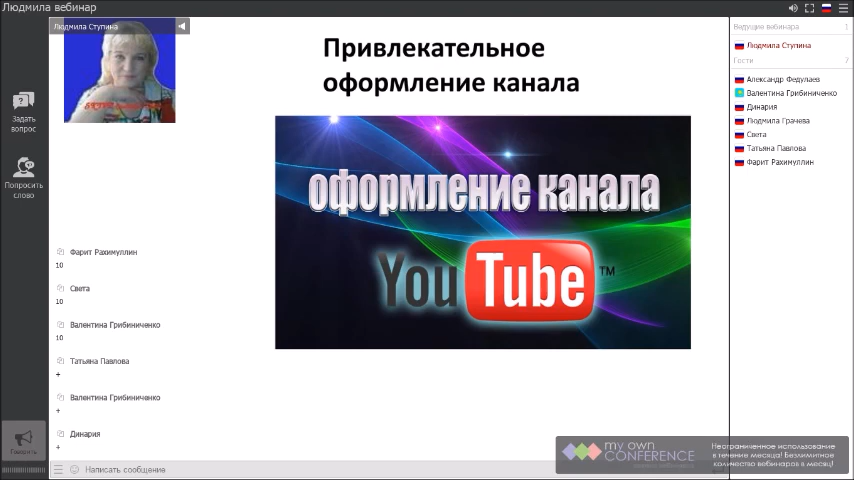 Людмила вебинар
Людмила Ступина
Задать
вопрос
Попросить
слово
Говорить
Привлекательное
оформление канала
оформление канала
YouTube™
Фарит Рахимуллин
10
Света
10
Валентина Грибиниченко
10
Татьяна Павлова
+
Валентина Грибиниченко
+
Динария
+
Написать сообщение
Ведущие вебинара 1
Людмила Ступина
Гости 7
Александр Федулаев
Валентина Грибиниченко
Динария
Людмила Грачева
Света
Татьяна Павлова
Фарит Рахимуллин
my own
CONFERENCE
Неограниченное использование
в течение месяца! Безлимитное
количество вебинаров в месяц!